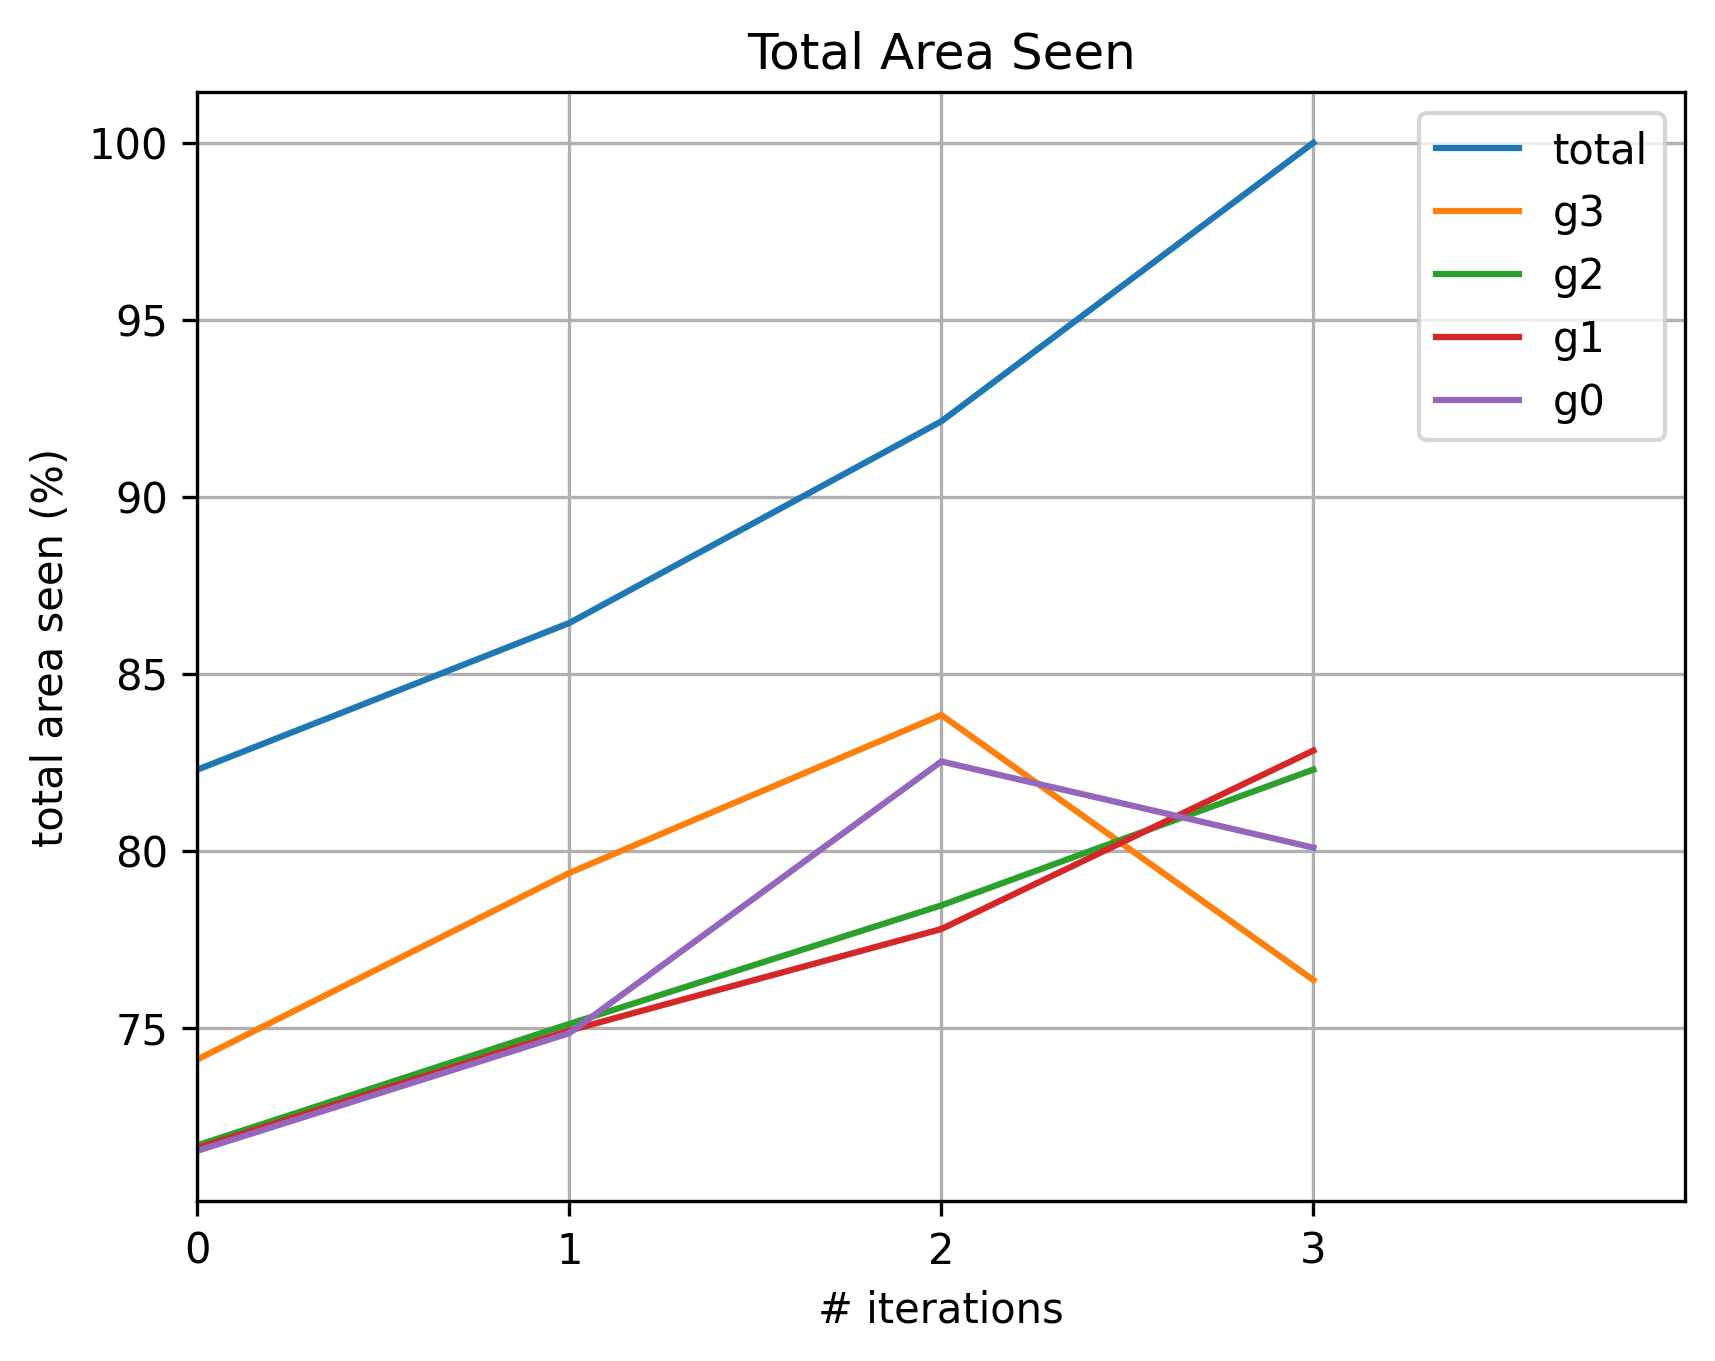 Total Area Seen
total area seen (%)
100
95
90
85
80
75
total
g3
g2
g1
g0
0 1 2 3
# iterations